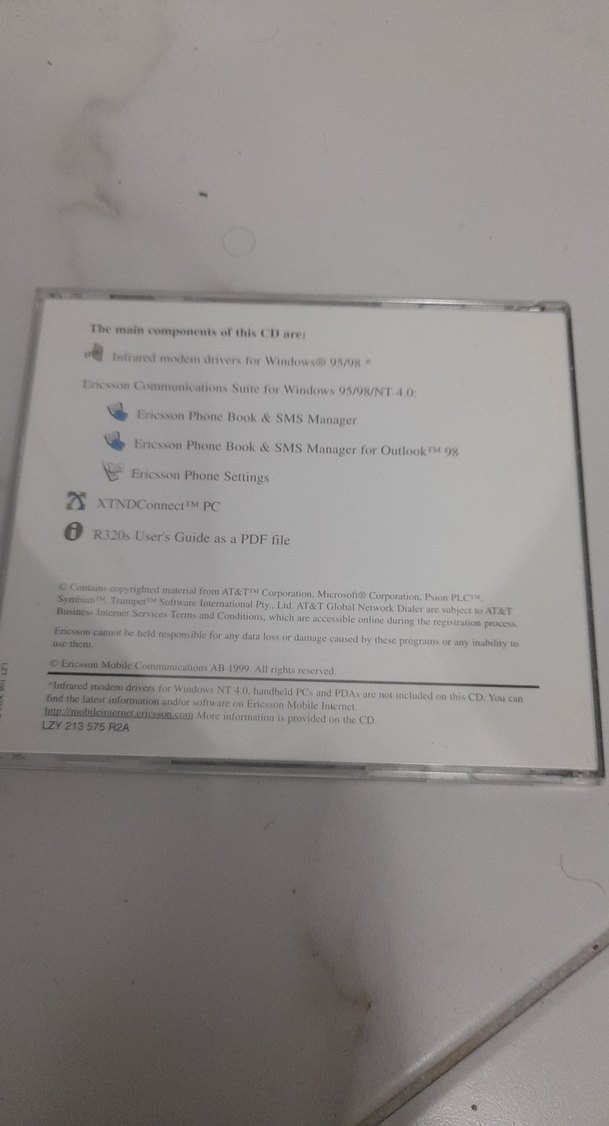 The main components of this CD are:
Infrared modem drivers for Windows® 95/98 *
Ericsson Communications Suite for Windows 95/98/NT 4.0:
Ericsson Phone Book & SMS Manager
Ericsson Phone Book & SMS Manager for Outlook™ 98
Ericsson Phone Settings
XTNDConnect™ PC
R320s User's Guide as a PDF file
© Contains copyrighted material from AT&T™ Corporation, Microsoft® Corporation, Psion PLC™,
Symbian™, Trumpet™ Software International Pty., Ltd. AT&T Global Network Dialer are subject to AT&T
Business Internet Services Terms and Conditions, which are accessible online during the registration process.
Ericsson cannot be held responsible for any data loss or damage caused by these programs or any inability to
use them.
© Ericsson Mobile Communications AB 1999. All rights reserved.
*Infrared modem drivers for Windows NT 4.0, handheld PCs and PDAs are not included on this CD. You can
find the latest information and/or software on Ericsson Mobile Internet.
http://mobileinternet.ericsson.com More information is provided on the CD.
LZY 213 575 R2A